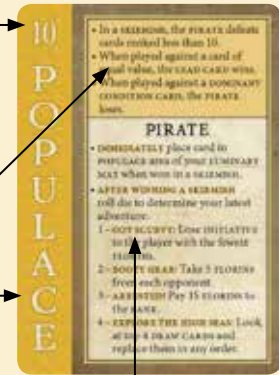 10
POPULACE
• In a SKIRMISH, the PIRATE defeats
cards ranked less than 10.
• When played against a card of
equal value, the LEAD CARD wins.
• When played against a DOMINANT
CONDITION CARD, the PIRATE
loses.
PIRATE
• IMMEDIATELY place card in
POPULACE area of your LUMINARY
MAT when won in a SKIRMISH.
• AFTER WINNING A SKIRMISH
roll die to determine your latest
adventure:
1 - GOT SCURVY: Lose INITIATIVE
to the player with the fewest
FLORINS.
2 - BOOTY GRAB: Take 5 FLORINS
from each opponent.
3 - ARRESTED! Pay 15 FLORINS to
the BANK.
4 - EXPLORE THE HIGH SEAS: Look
at top 4 DRAW CARDS and
replace them in any order.